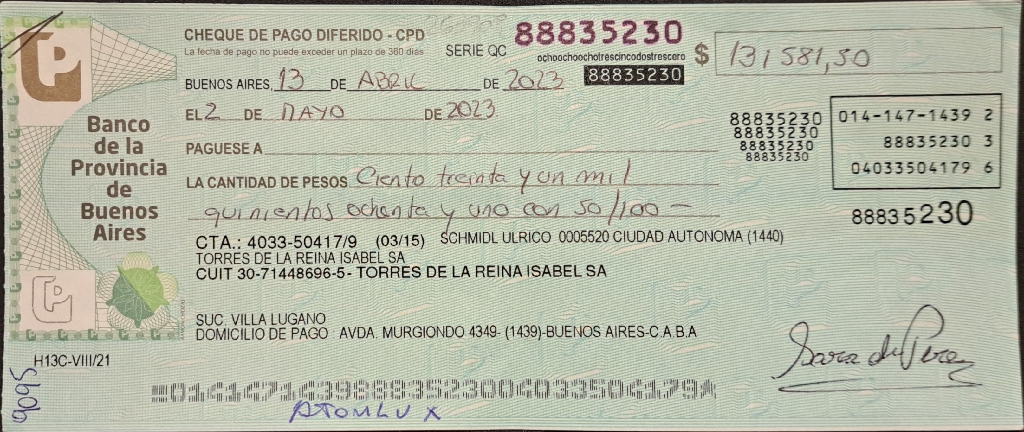 CHEQUE DE PAGO DIFERIDO - CPD
La fecha de pago no puede exceder un plazo de 360 días
SERIE QC 88835230
ochoochoochotrescincodostrescero
88835230
$ 131581,50
BUENOS AIRES, 13 DE ABRIL DE 2023
EL 2 DE MAYO DE 2023
PAGUESE A
88835230
88835230
88835230
88835230
014-147-1439 2
88835230 3
04033504179 6
Banco
de la
Provincia
de
Buenos
Aires
LA CANTIDAD DE PESOS Ciento treinta y un mil
quinientos ochenta y uno con 50/100 -
88835230
CTA.: 4033-50417/9 (03/15) SCHMIDL ULRICO 0005520 CIUDAD AUTONOMA (1440)
TORRES DE LA REINA ISABEL SA
CUIT 30-71448696-5- TORRES DE LA REINA ISABEL SA
SUC. VILLA LUGANO
DOMICILIO DE PAGO : AVDA. MURGIONDO 4349- (1439)-BUENOS AIRES-C.A.B.A
H13C-VIII/21
9095
01414714398883523004033504179
ATOMLUX